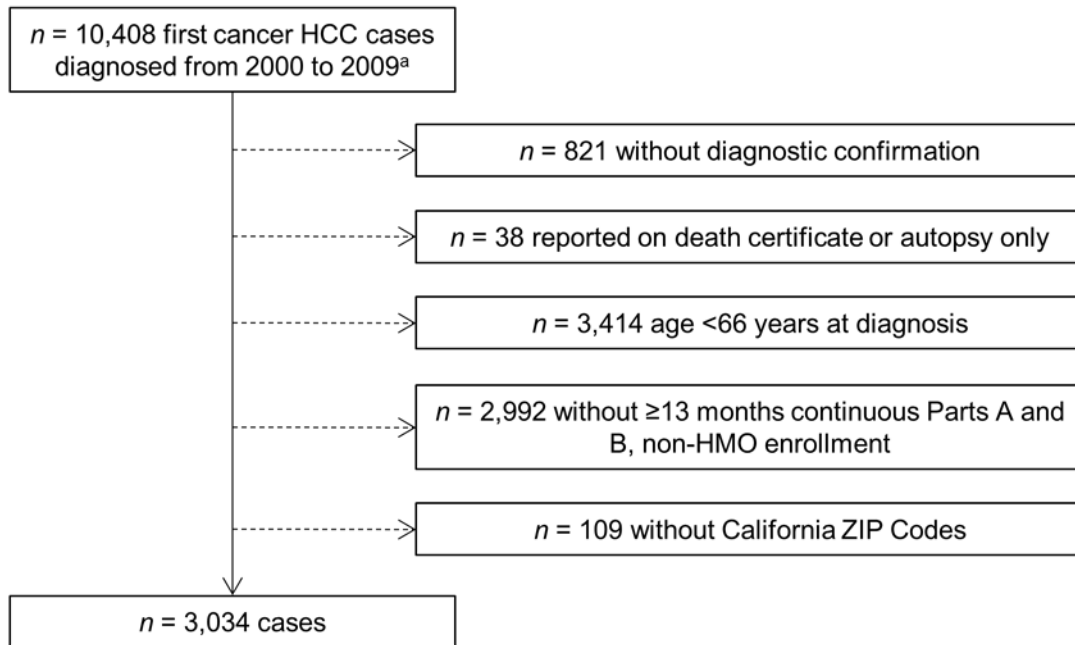 n = 10,408 first cancer HCC cases
diagnosed from 2000 to 2009ᵃ
n = 821 without diagnostic confirmation
n = 38 reported on death certificate or autopsy only
n = 3,414 age <66 years at diagnosis
n = 2,992 without ≥13 months continuous Parts A and
B, non-HMO enrollment
n = 109 without California ZIP Codes
n = 3,034 cases